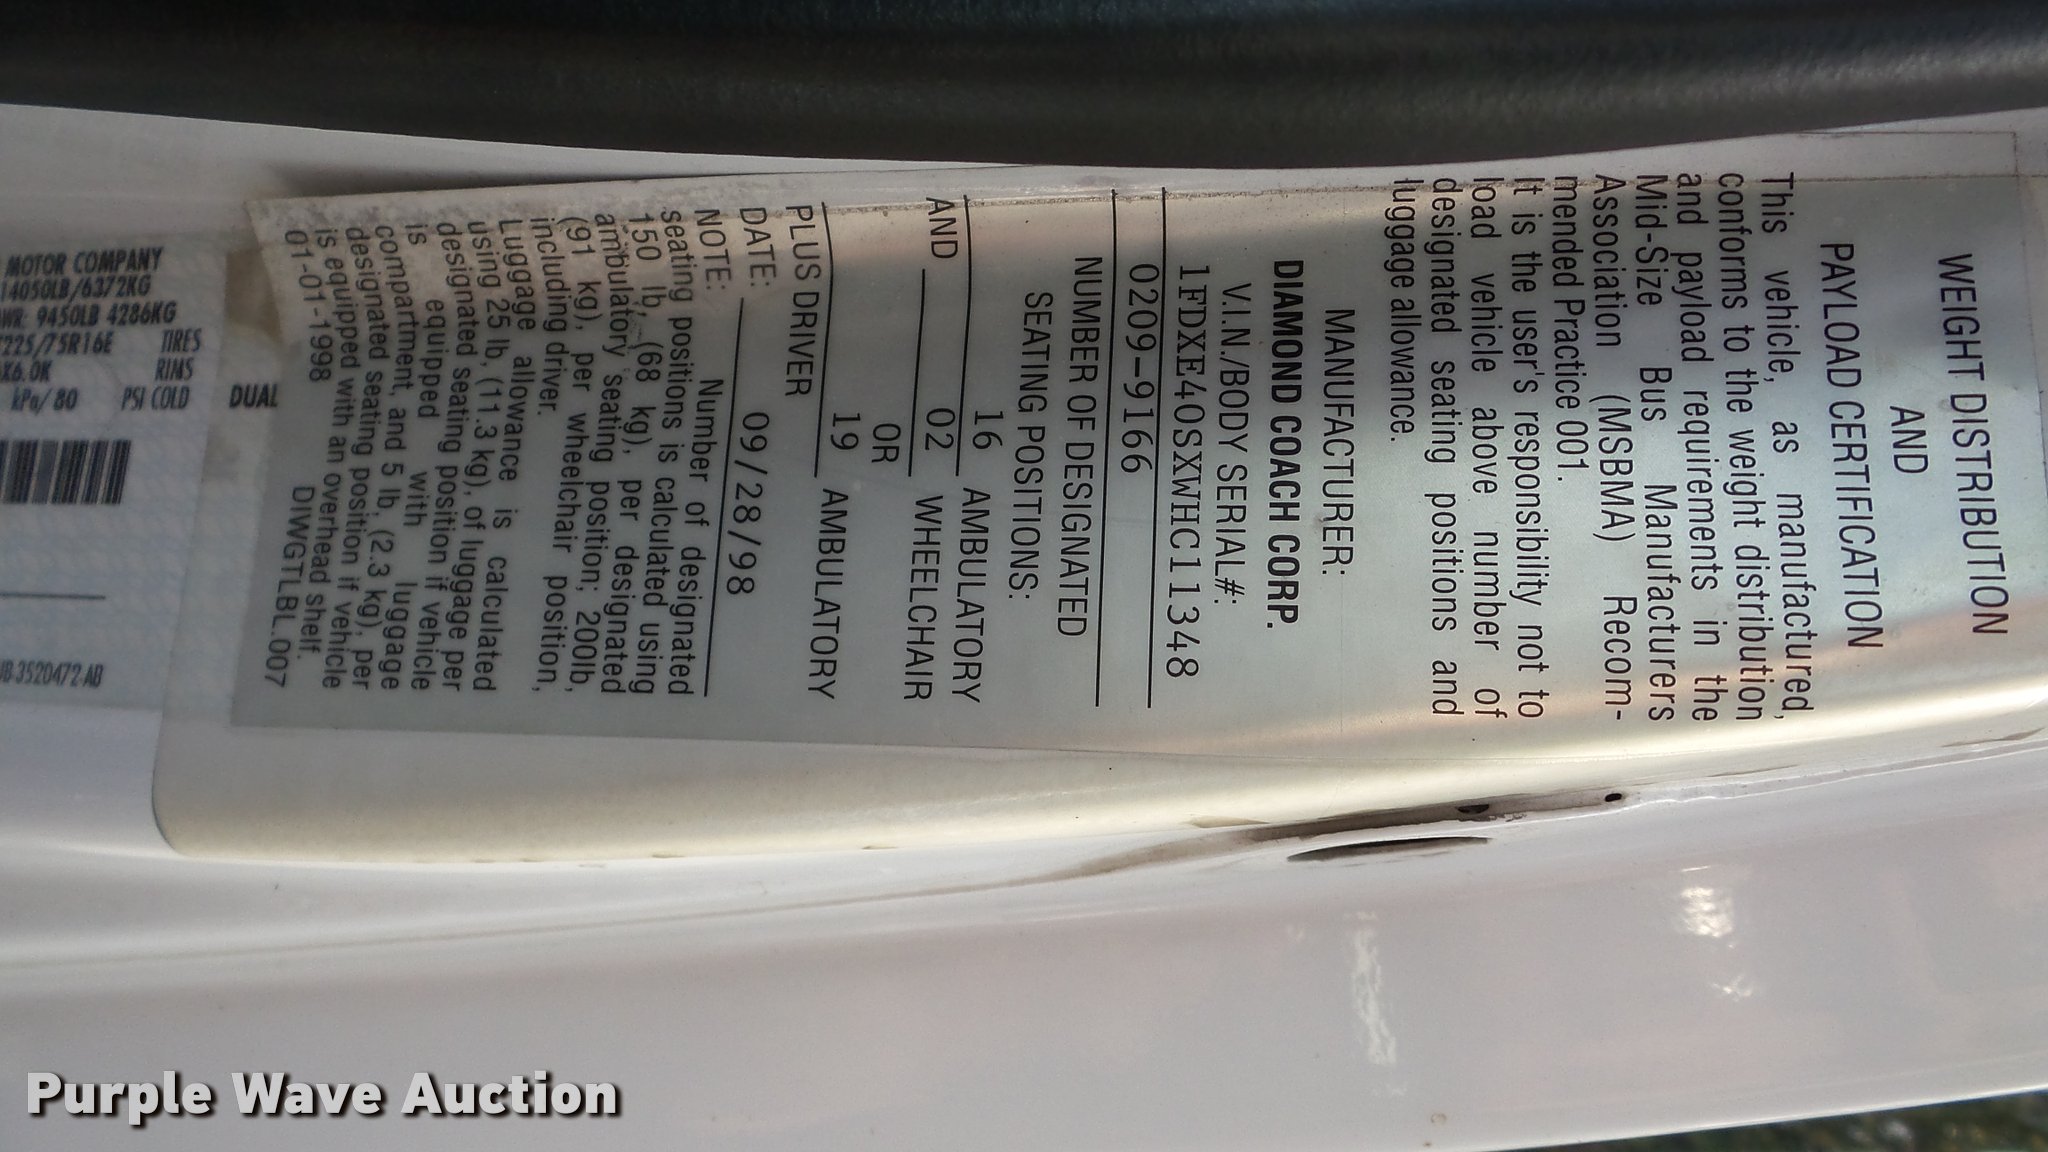 WEIGHT DISTRIBUTION
AND
PAYLOAD CERTIFICATION
This vehicle, as manufactured,
conforms to the weight distribution
and payload requirements in the
Mid-Size Bus Manufacturers
Association (MSBMA) Recom-
mended Practice 001.
It is the user's responsibility not to
load vehicle above number of
designated seating positions and
luggage allowance.
MANUFACTURER:
DIAMOND COACH CORP.
V.I.N./BODY SERIAL#:
1FDXE40SXWHC11348
0209-9166
NUMBER OF DESIGNATED
SEATING POSITIONS:
16 AMBULATORY
AND 02 WHEELCHAIR
OR
19 AMBULATORY
PLUS DRIVER
DATE: 09/28/98
NOTE: Number of designated
seating positions is calculated using
150 lb, (68 kg), per designated
ambulatory seating position; 200lb,
(91 kg), per wheelchair position,
including driver.
Luggage allowance is calculated
using 25 lb, (11.3 kg), of luggage per
designated seating position if vehicle
is equipped with luggage
compartment, and 5 lb, (2.3 kg), per
designated seating position if vehicle
is equipped with an overhead shelf.
01-01-1998 DIWGTLBL.007
MOTOR COMPANY
14050LB/6372KG
9450LB 4286KG
225/75R16E TIRES
X6.0K RIMS
kPa/ 80 PSI COLD DUAL
3520472-AB
Purple Wave Auction